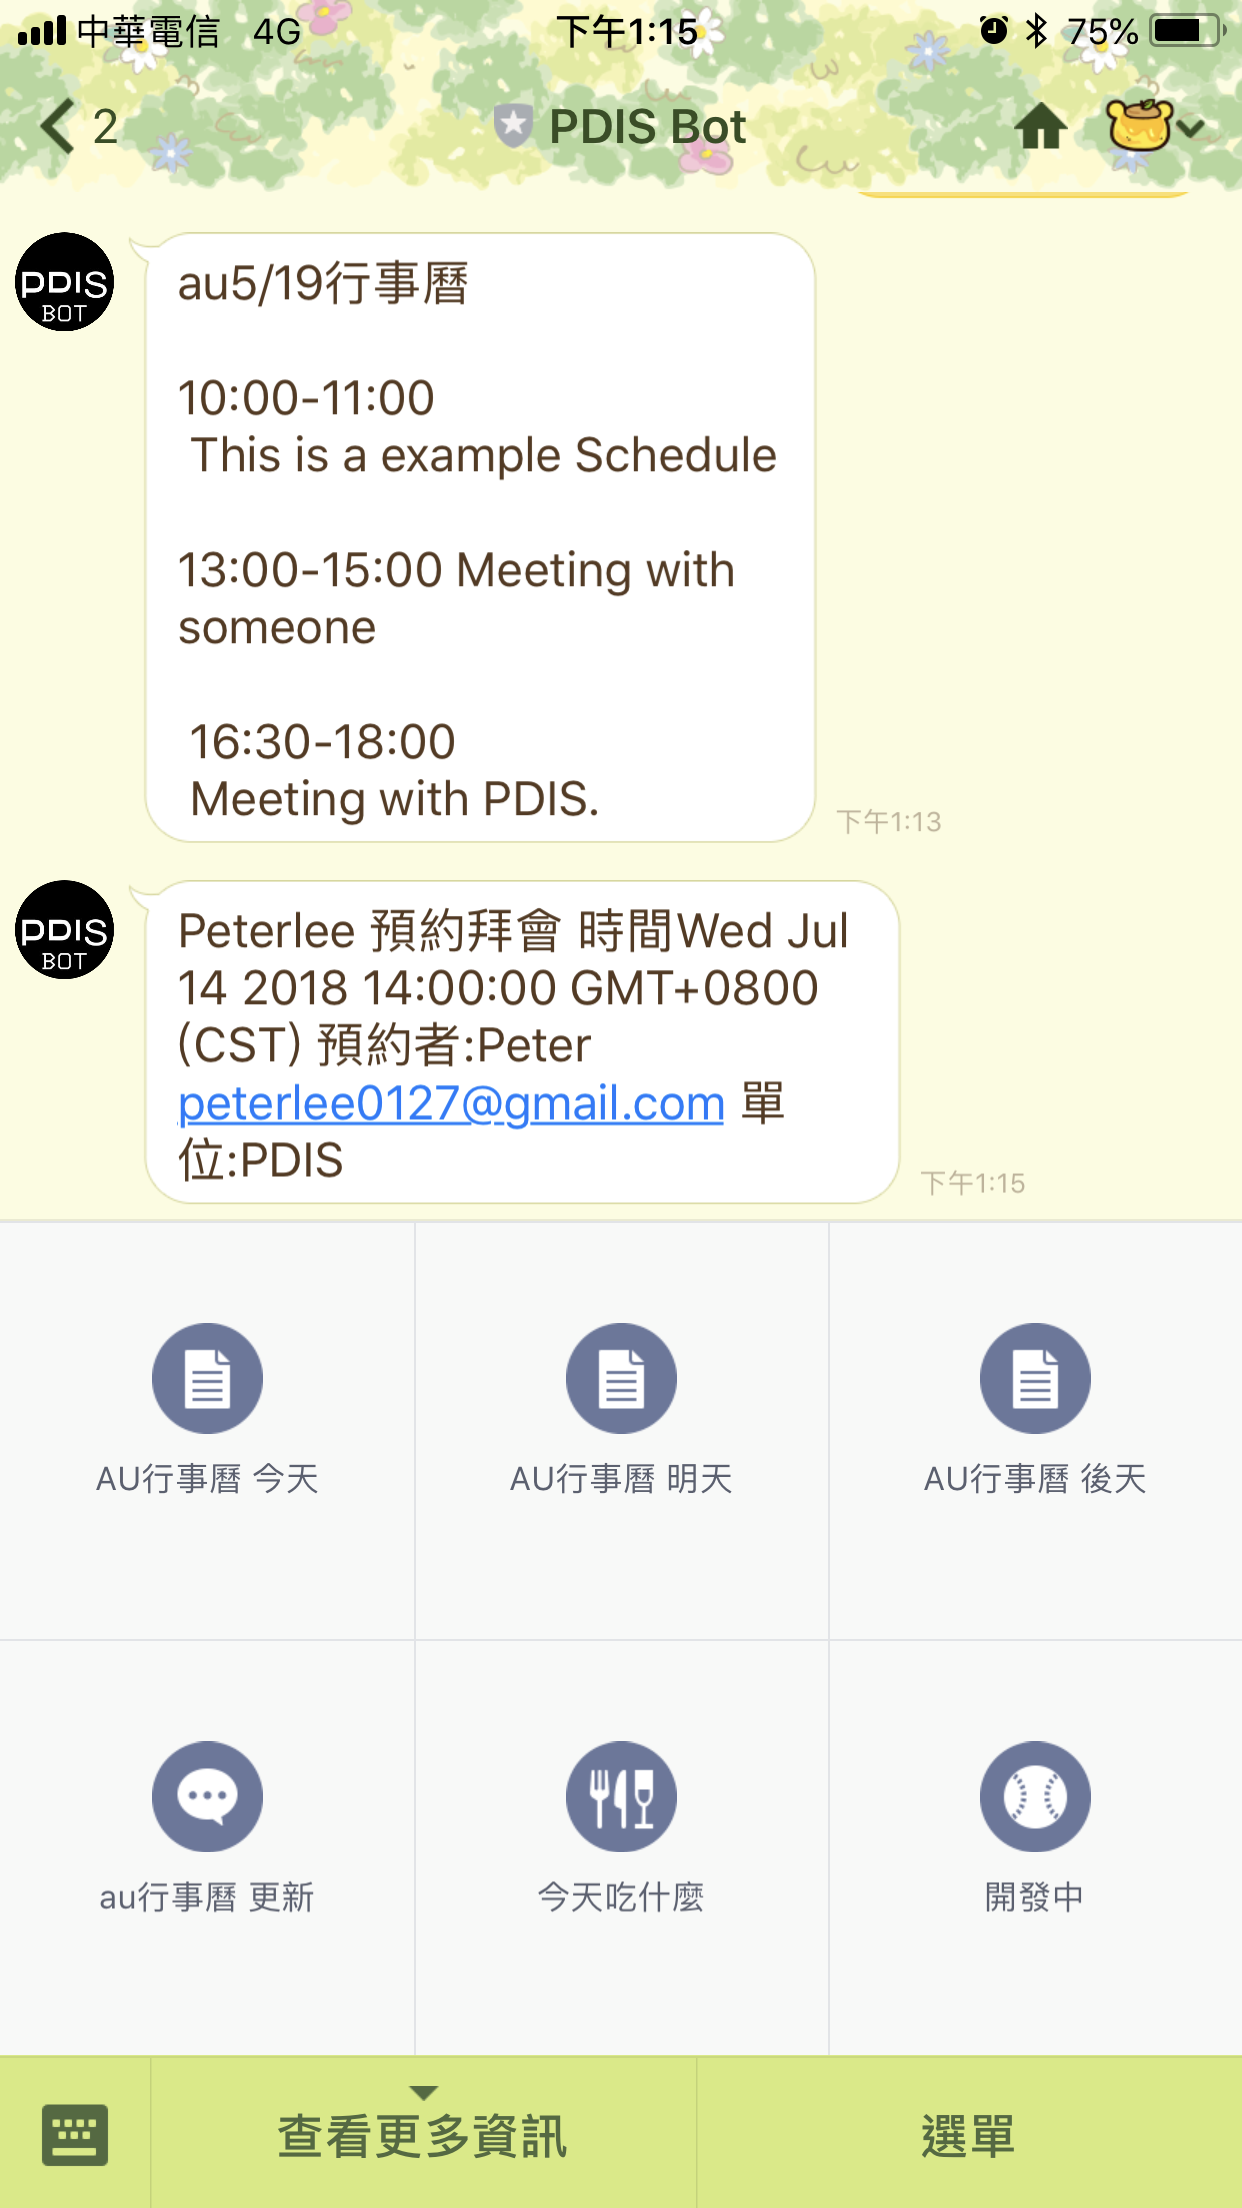 中華電信 4G 下午1:15 75%
2 PDIS Bot
PDIS
BOT
au5/19行事曆
10:00-11:00
This is a example Schedule
13:00-15:00 Meeting with
someone
16:30-18:00
Meeting with PDIS.
下午1:13
PDIS
BOT
Peterlee 預約拜會 時間Wed Jul
14 2018 14:00:00 GMT+0800
(CST) 預約者:Peter
peterlee0127@gmail.com 單
位:PDIS
下午1:15
AU行事曆 今天
AU行事曆 明天
AU行事曆 後天
au行事曆 更新
今天吃什麼
開發中
查看更多資訊
選單